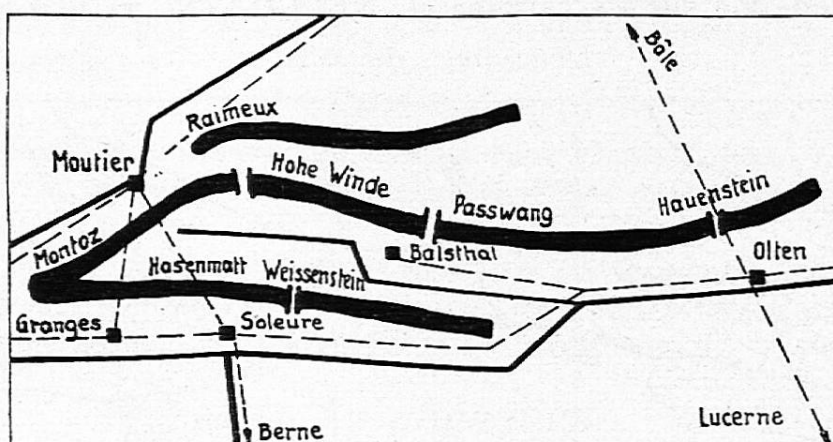 Bâle
Raimeux
Moutier
Hohe Winde
Passwang
Hauenstein
Montoz
Balsthal
Olten
Hasenmatt
Weissenstein
Granges
Soleure
Lucerne
Berne